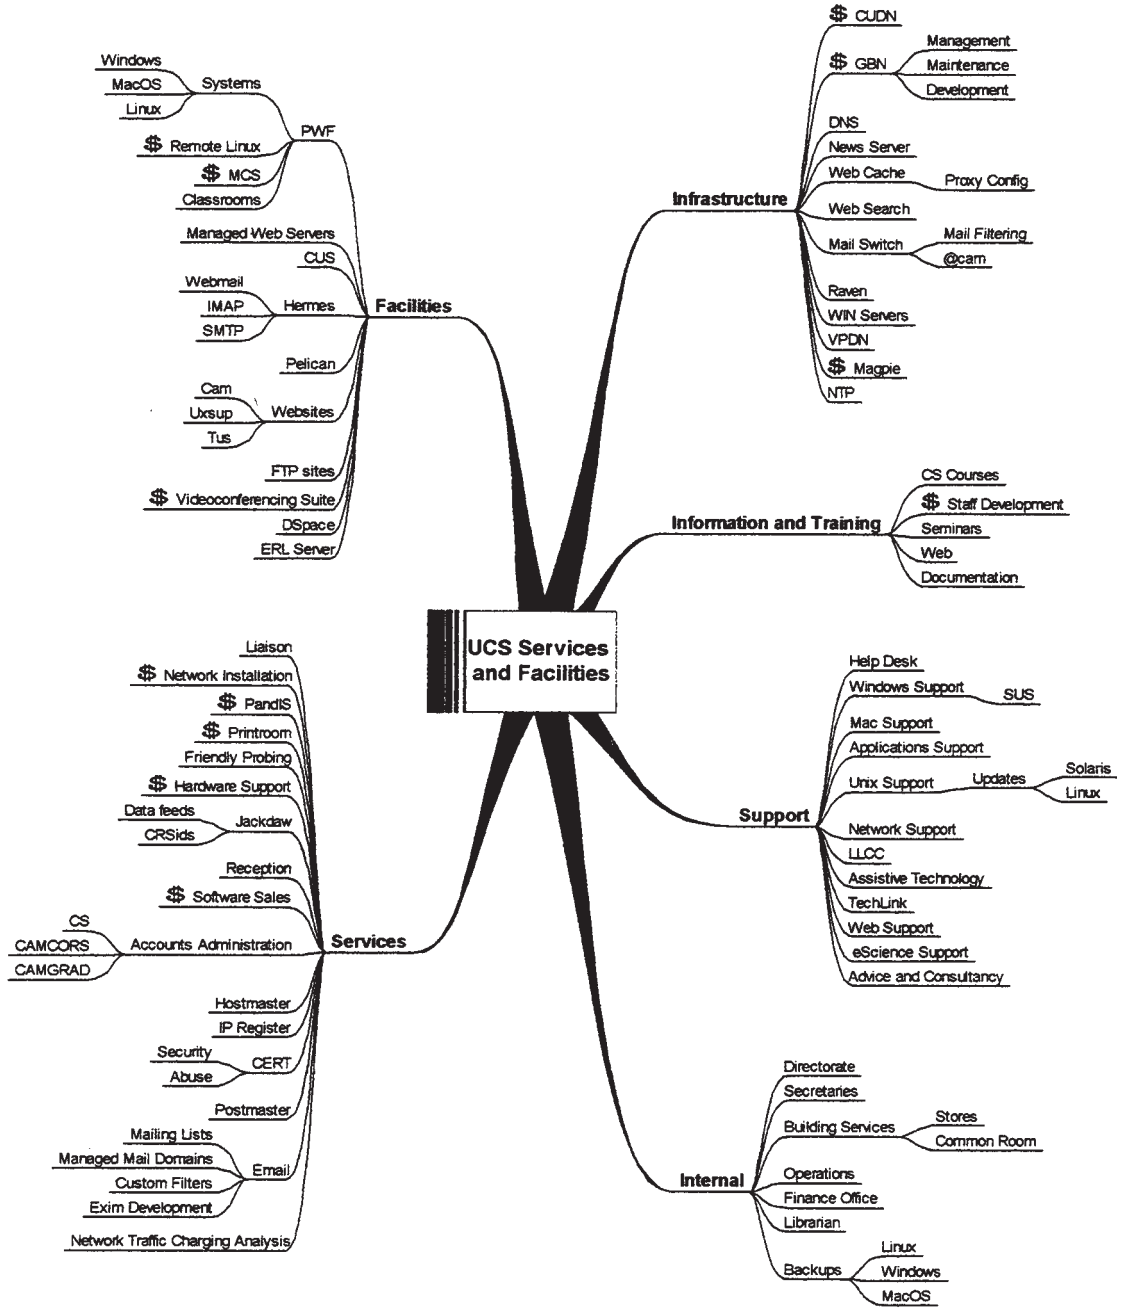 UCS Services
and Facilities
Facilities
PWF
Systems
Windows
MacOS
Linux
$ Remote Linux
$ MCS
Classrooms
Managed Web Servers
CUS
Hermes
Webmail
IMAP
SMTP
Pelican
Websites
Cam
Uxsup
Tus
FTP sites
$ Videoconferencing Suite
DSpace
ERL Server
Services
Liaison
$ Network Installation
$ PandIS
$ Printroom
Friendly Probing
$ Hardware Support
Jackdaw
Data feeds
CRSids
Reception
$ Software Sales
Accounts Administration
CS
CAMCORS
CAMGRAD
Hostmaster
IP Register
CERT
Security
Abuse
Postmaster
Email
Mailing Lists
Managed Mail Domains
Custom Filters
Exim Development
Network Traffic Charging Analysis
Infrastructure
$ CUDN
$ GBN
Management
Maintenance
Development
DNS
News Server
Web Cache
Proxy Config
Web Search
Mail Switch
Mail Filtering
@cam
Raven
WIN Servers
VPDN
$ Magpie
NTP
Information and Training
CS Courses
$ Staff Development
Seminars
Web
Documentation
Support
Help Desk
Windows Support
SUS
Mac Support
Applications Support
Unix Support
Updates
Solaris
Linux
Network Support
LLCC
Assistive Technology
TechLink
Web Support
eScience Support
Advice and Consultancy
Internal
Directorate
Secretaries
Building Services
Stores
Common Room
Operations
Finance Office
Librarian
Backups
Linux
Windows
MacOS